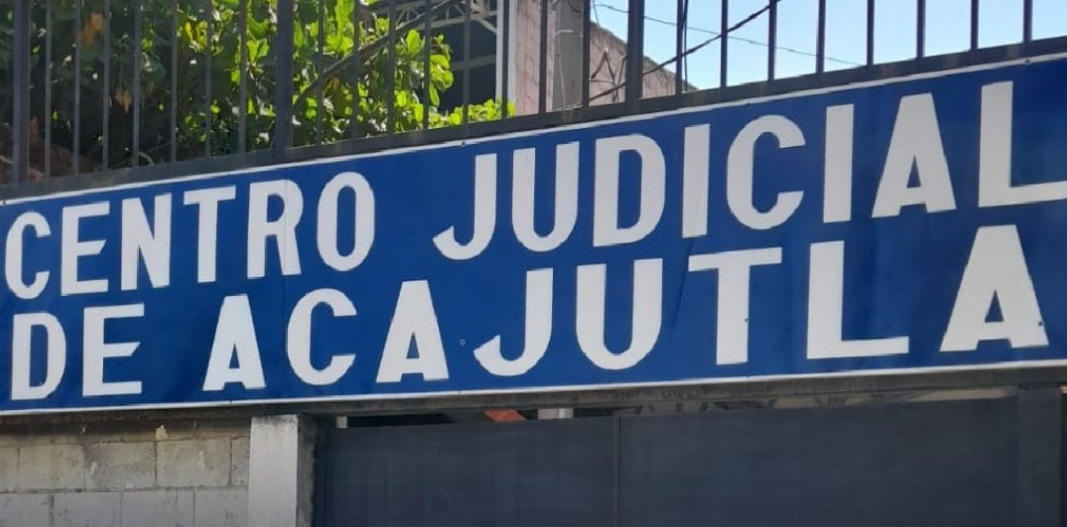 CENTRO JUDICIAL
DE ACAJUTLA